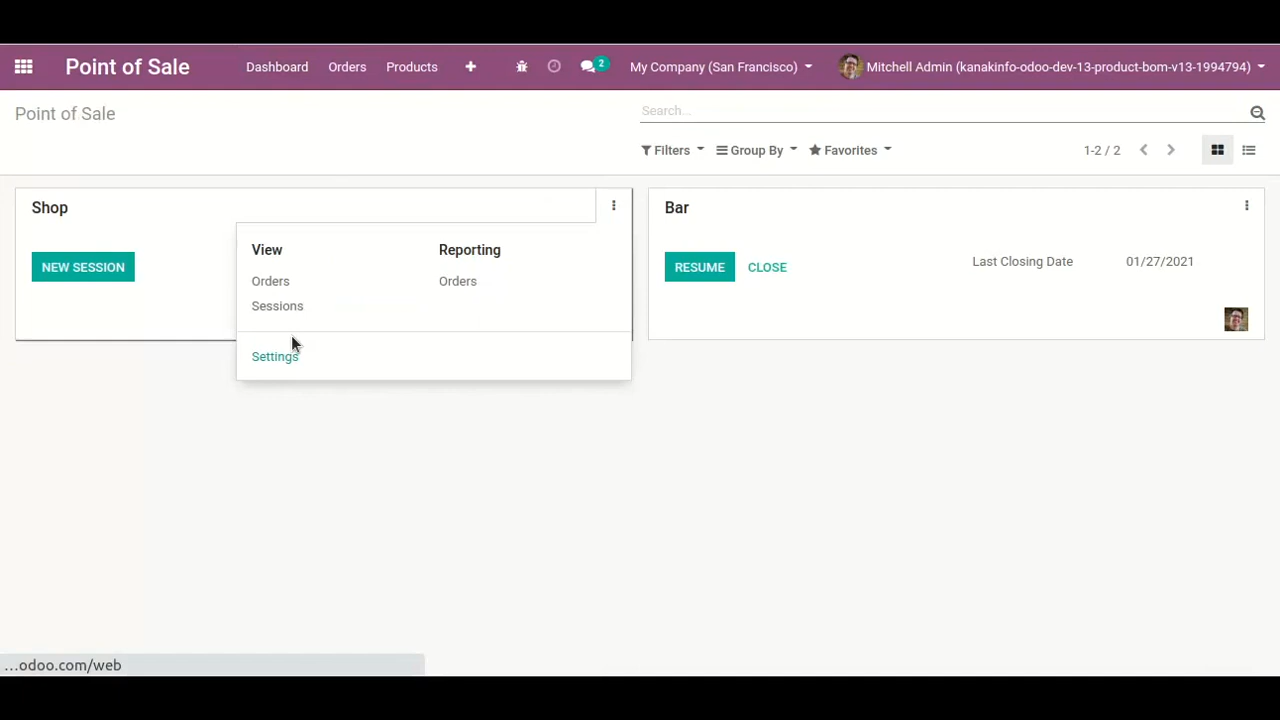 Point of Sale Dashboard Orders Products + 2 My Company (San Francisco) Mitchell Admin (kanakinfo-odoo-dev-13-product-bom-v13-1994794)
Point of Sale Search...
Filters Group By Favorites 1-2 / 2
Shop Bar
View Reporting
NEW SESSION Orders Orders RESUME CLOSE Last Closing Date 01/27/2021
Sessions
Settings
...odoo.com/web